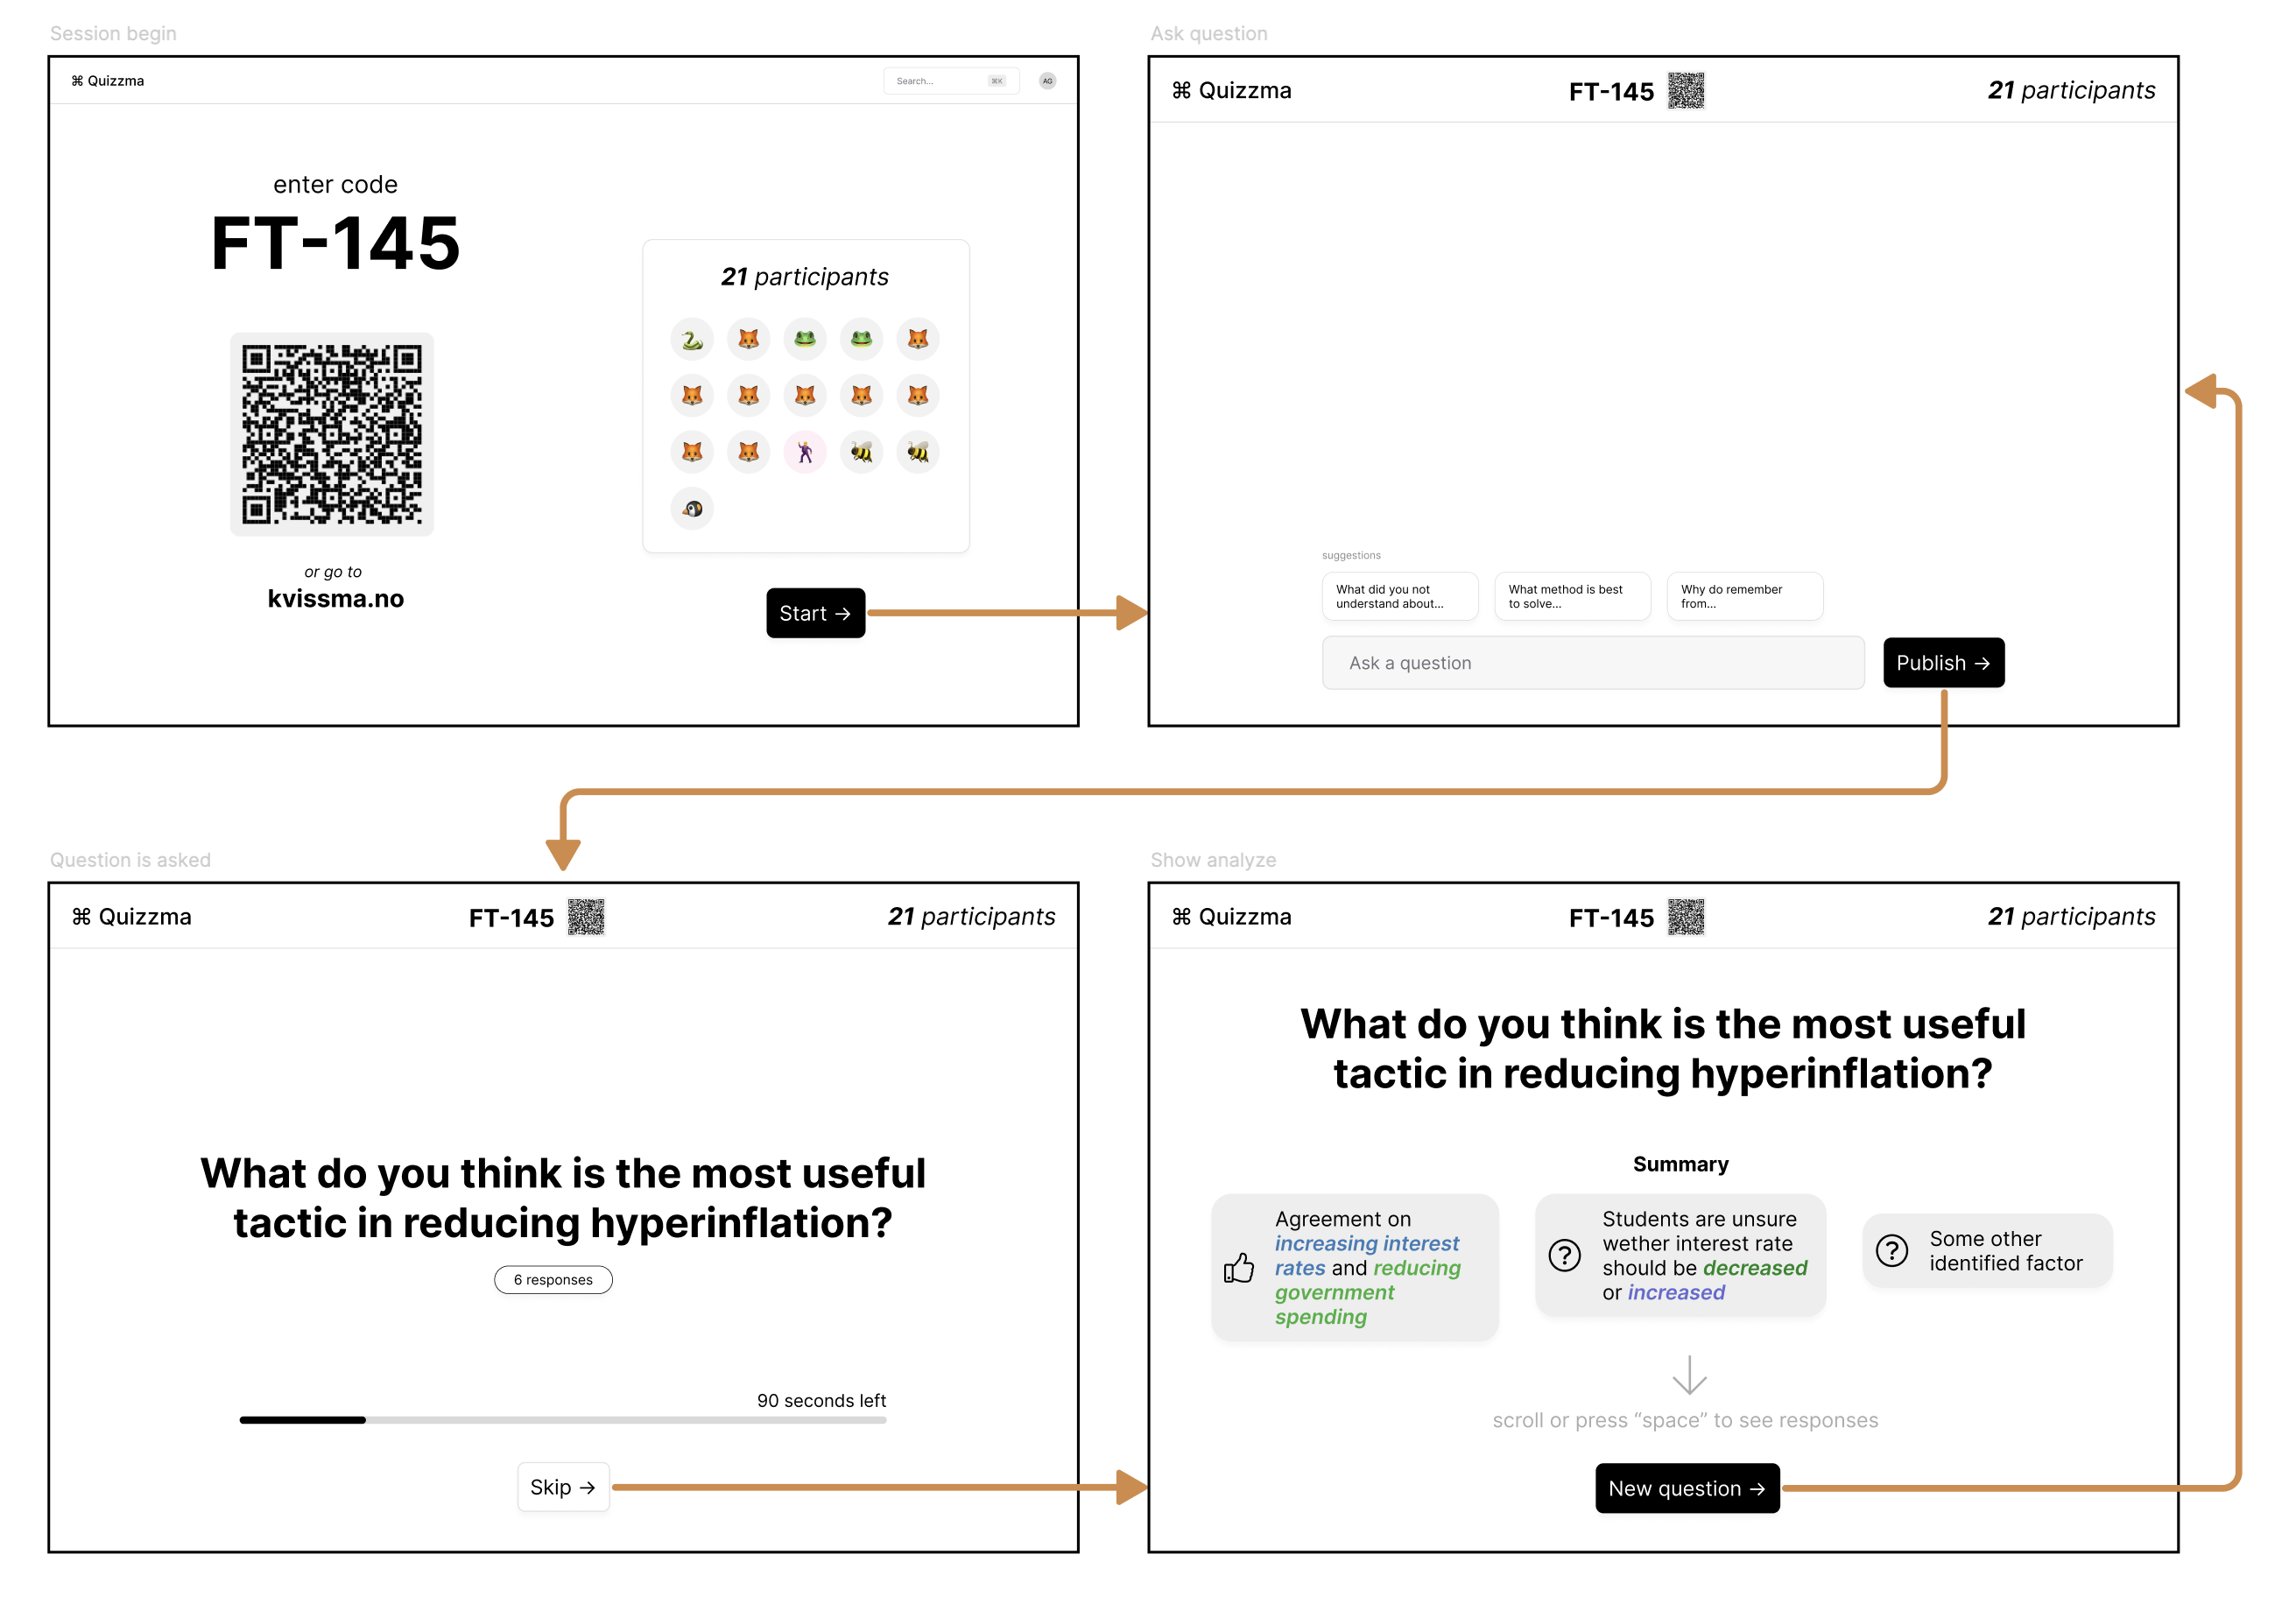 Session begin
⌘ Quizzma
Search...
⌘K
AG
enter code
FT-145
or go to
kvissma.no
21 participants
Start →
Ask question
⌘ Quizzma
FT-145
21 participants
suggestions
What did you not
understand about...
What method is best
to solve...
Why do remember
from...
Ask a question
Publish →
Question is asked
⌘ Quizzma
FT-145
21 participants
What do you think is the most useful
tactic in reducing hyperinflation?
6 responses
90 seconds left
Skip →
Show analyze
⌘ Quizzma
FT-145
21 participants
What do you think is the most useful
tactic in reducing hyperinflation?
Summary
Agreement on
increasing interest
rates and reducing
government
spending
Students are unsure
wether interest rate
should be decreased
or increased
Some other
identified factor
scroll or press “space” to see responses
New question →